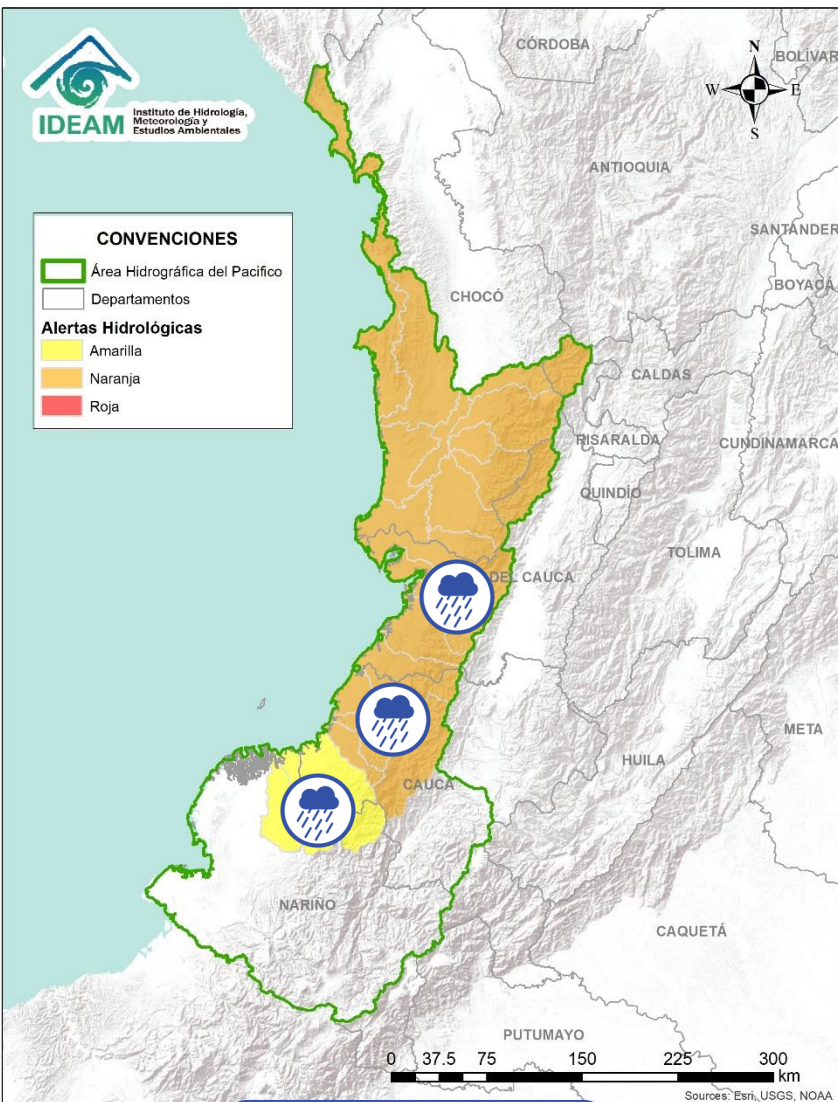 IDEAM
Instituto de Hidrología,
Meteorología y
Estudios Ambientales
N
W
E
S
CÓRDOBA
BOLÍVAR
ANTIOQUIA
SANTANDER
BOYACÁ
CHOCÓ
CALDAS
RISARALDA
CUNDINAMARCA
QUINDÍO
TOLIMA
DEL CAUCA
META
HUILA
CAUCA
NARIÑO
CAQUETÁ
PUTUMAYO
CONVENCIONES
Área Hidrográfica del Pacifico
Departamentos
Alertas Hidrológicas
Amarilla
Naranja
Roja
0 37.5 75 150 225 300
km
Sources: Esri, USGS, NOAA